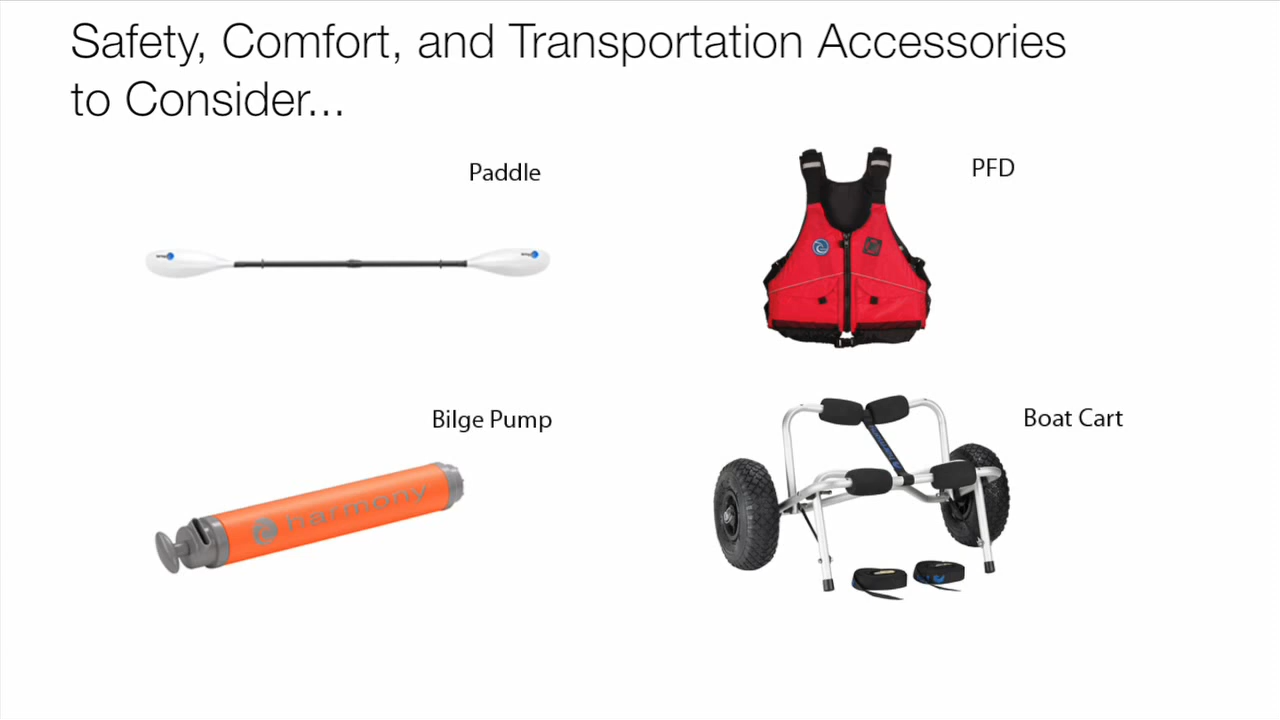 Safety, Comfort, and Transportation Accessories
to Consider...
Paddle
PFD
Bilge Pump
Boat Cart
harmony